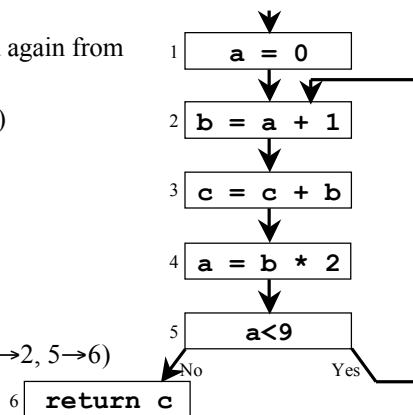 again from
)
→2, 5→6)
1 a = 0
2 b = a + 1
3 c = c + b
4 a = b * 2
5 a<9
No Yes
6 return c